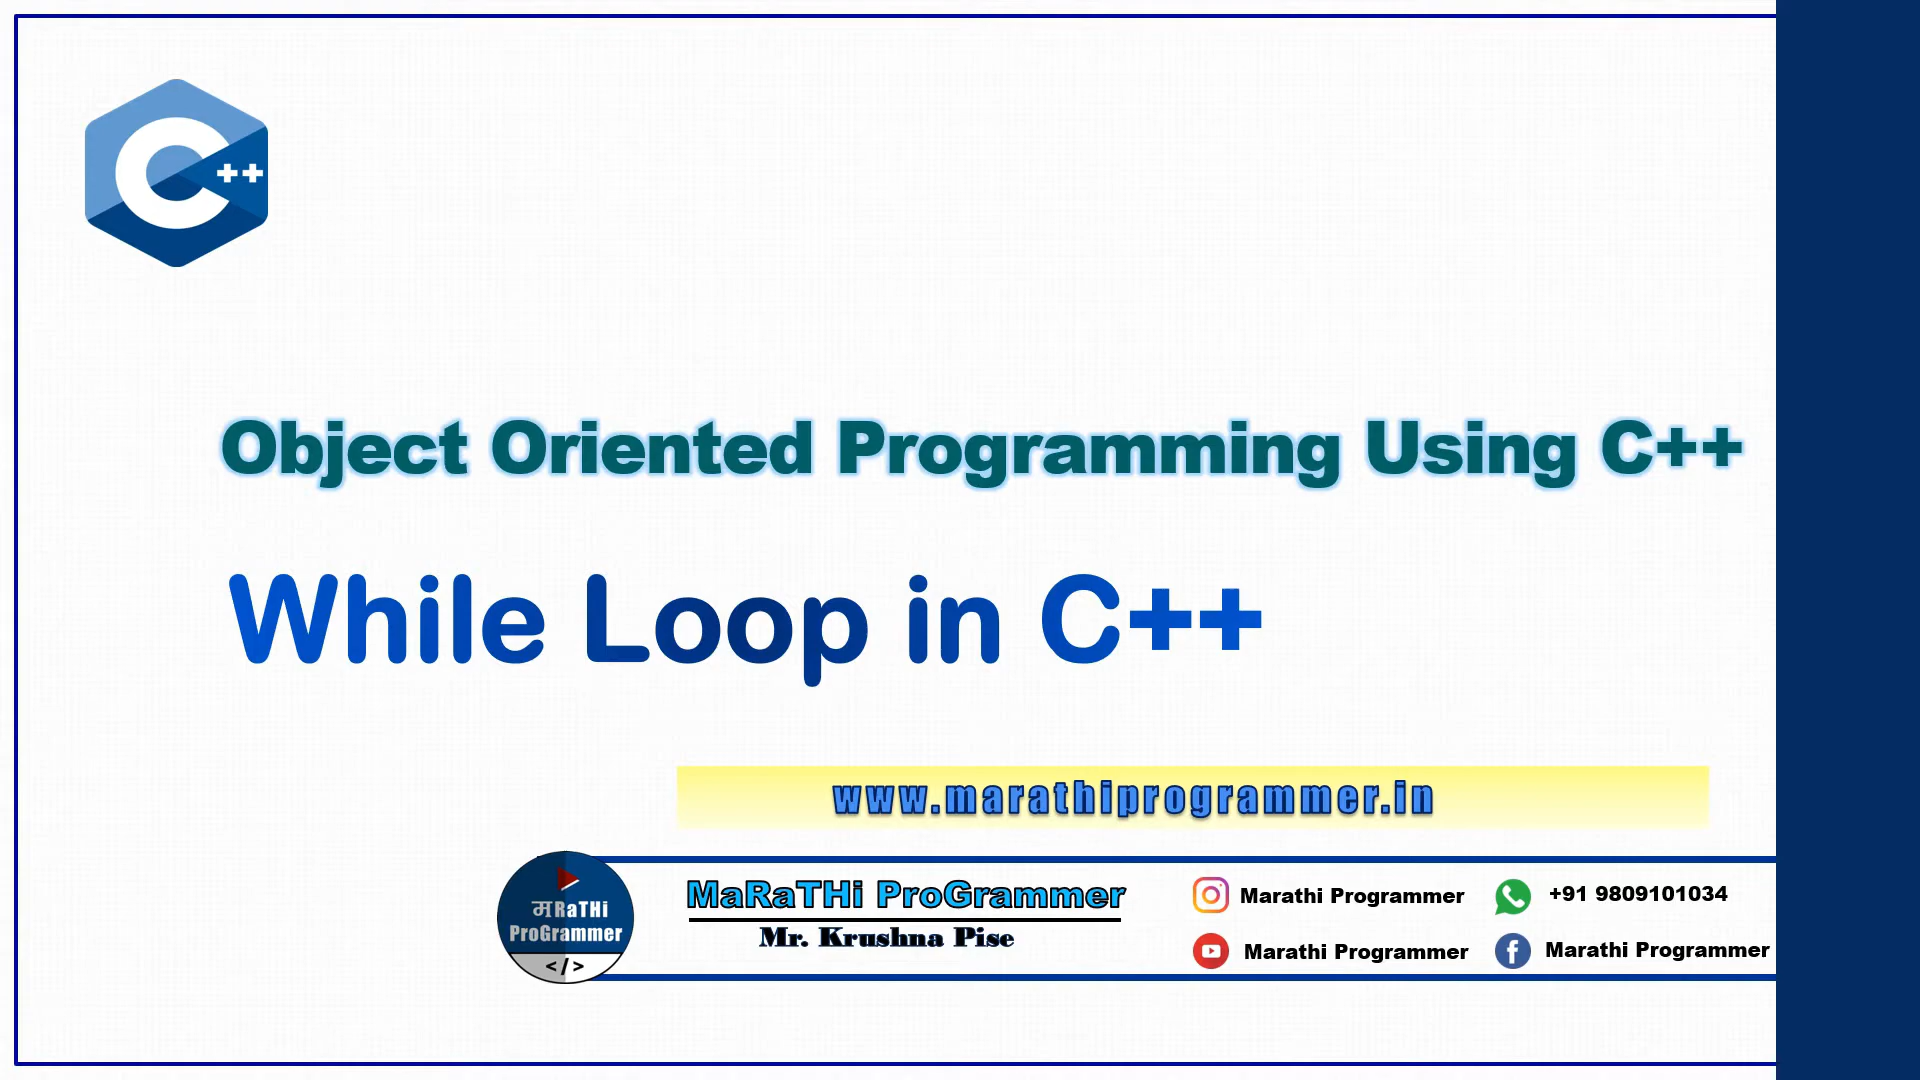 C++
Object Oriented Programming Using C++
While Loop in C++
www.marathiprogrammer.in
मRaTHi
ProGrammer
</>
MaRaTHi ProGrammer
Mr. Krushna Pise
Marathi Programmer
+91 9809101034
Marathi Programmer
Marathi Programmer